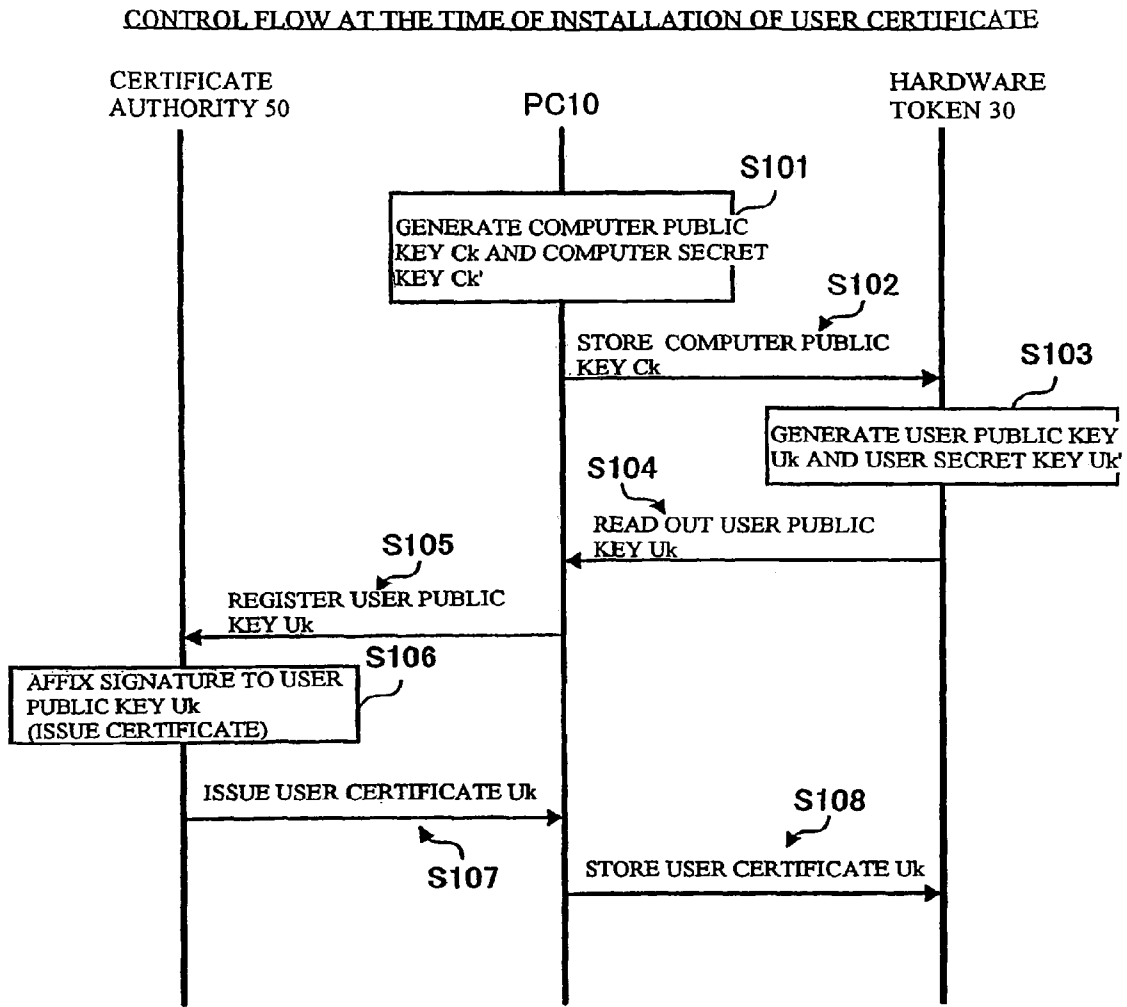 CONTROL FLOW AT THE TIME OF INSTALLATION OF USER CERTIFICATE
CERTIFICATE
AUTHORITY 50
PC10
HARDWARE
TOKEN 30
S101
GENERATE COMPUTER PUBLIC
KEY Ck AND COMPUTER SECRET
KEY Ck'
S102
STORE COMPUTER PUBLIC
KEY Ck
S103
GENERATE USER PUBLIC KEY
Uk AND USER SECRET KEY Uk'
S104
READ OUT USER PUBLIC
KEY Uk
S105
REGISTER USER PUBLIC
KEY Uk
S106
AFFIX SIGNATURE TO USER
PUBLIC KEY Uk
(ISSUE CERTIFICATE)
ISSUE USER CERTIFICATE Uk
S107
S108
STORE USER CERTIFICATE Uk